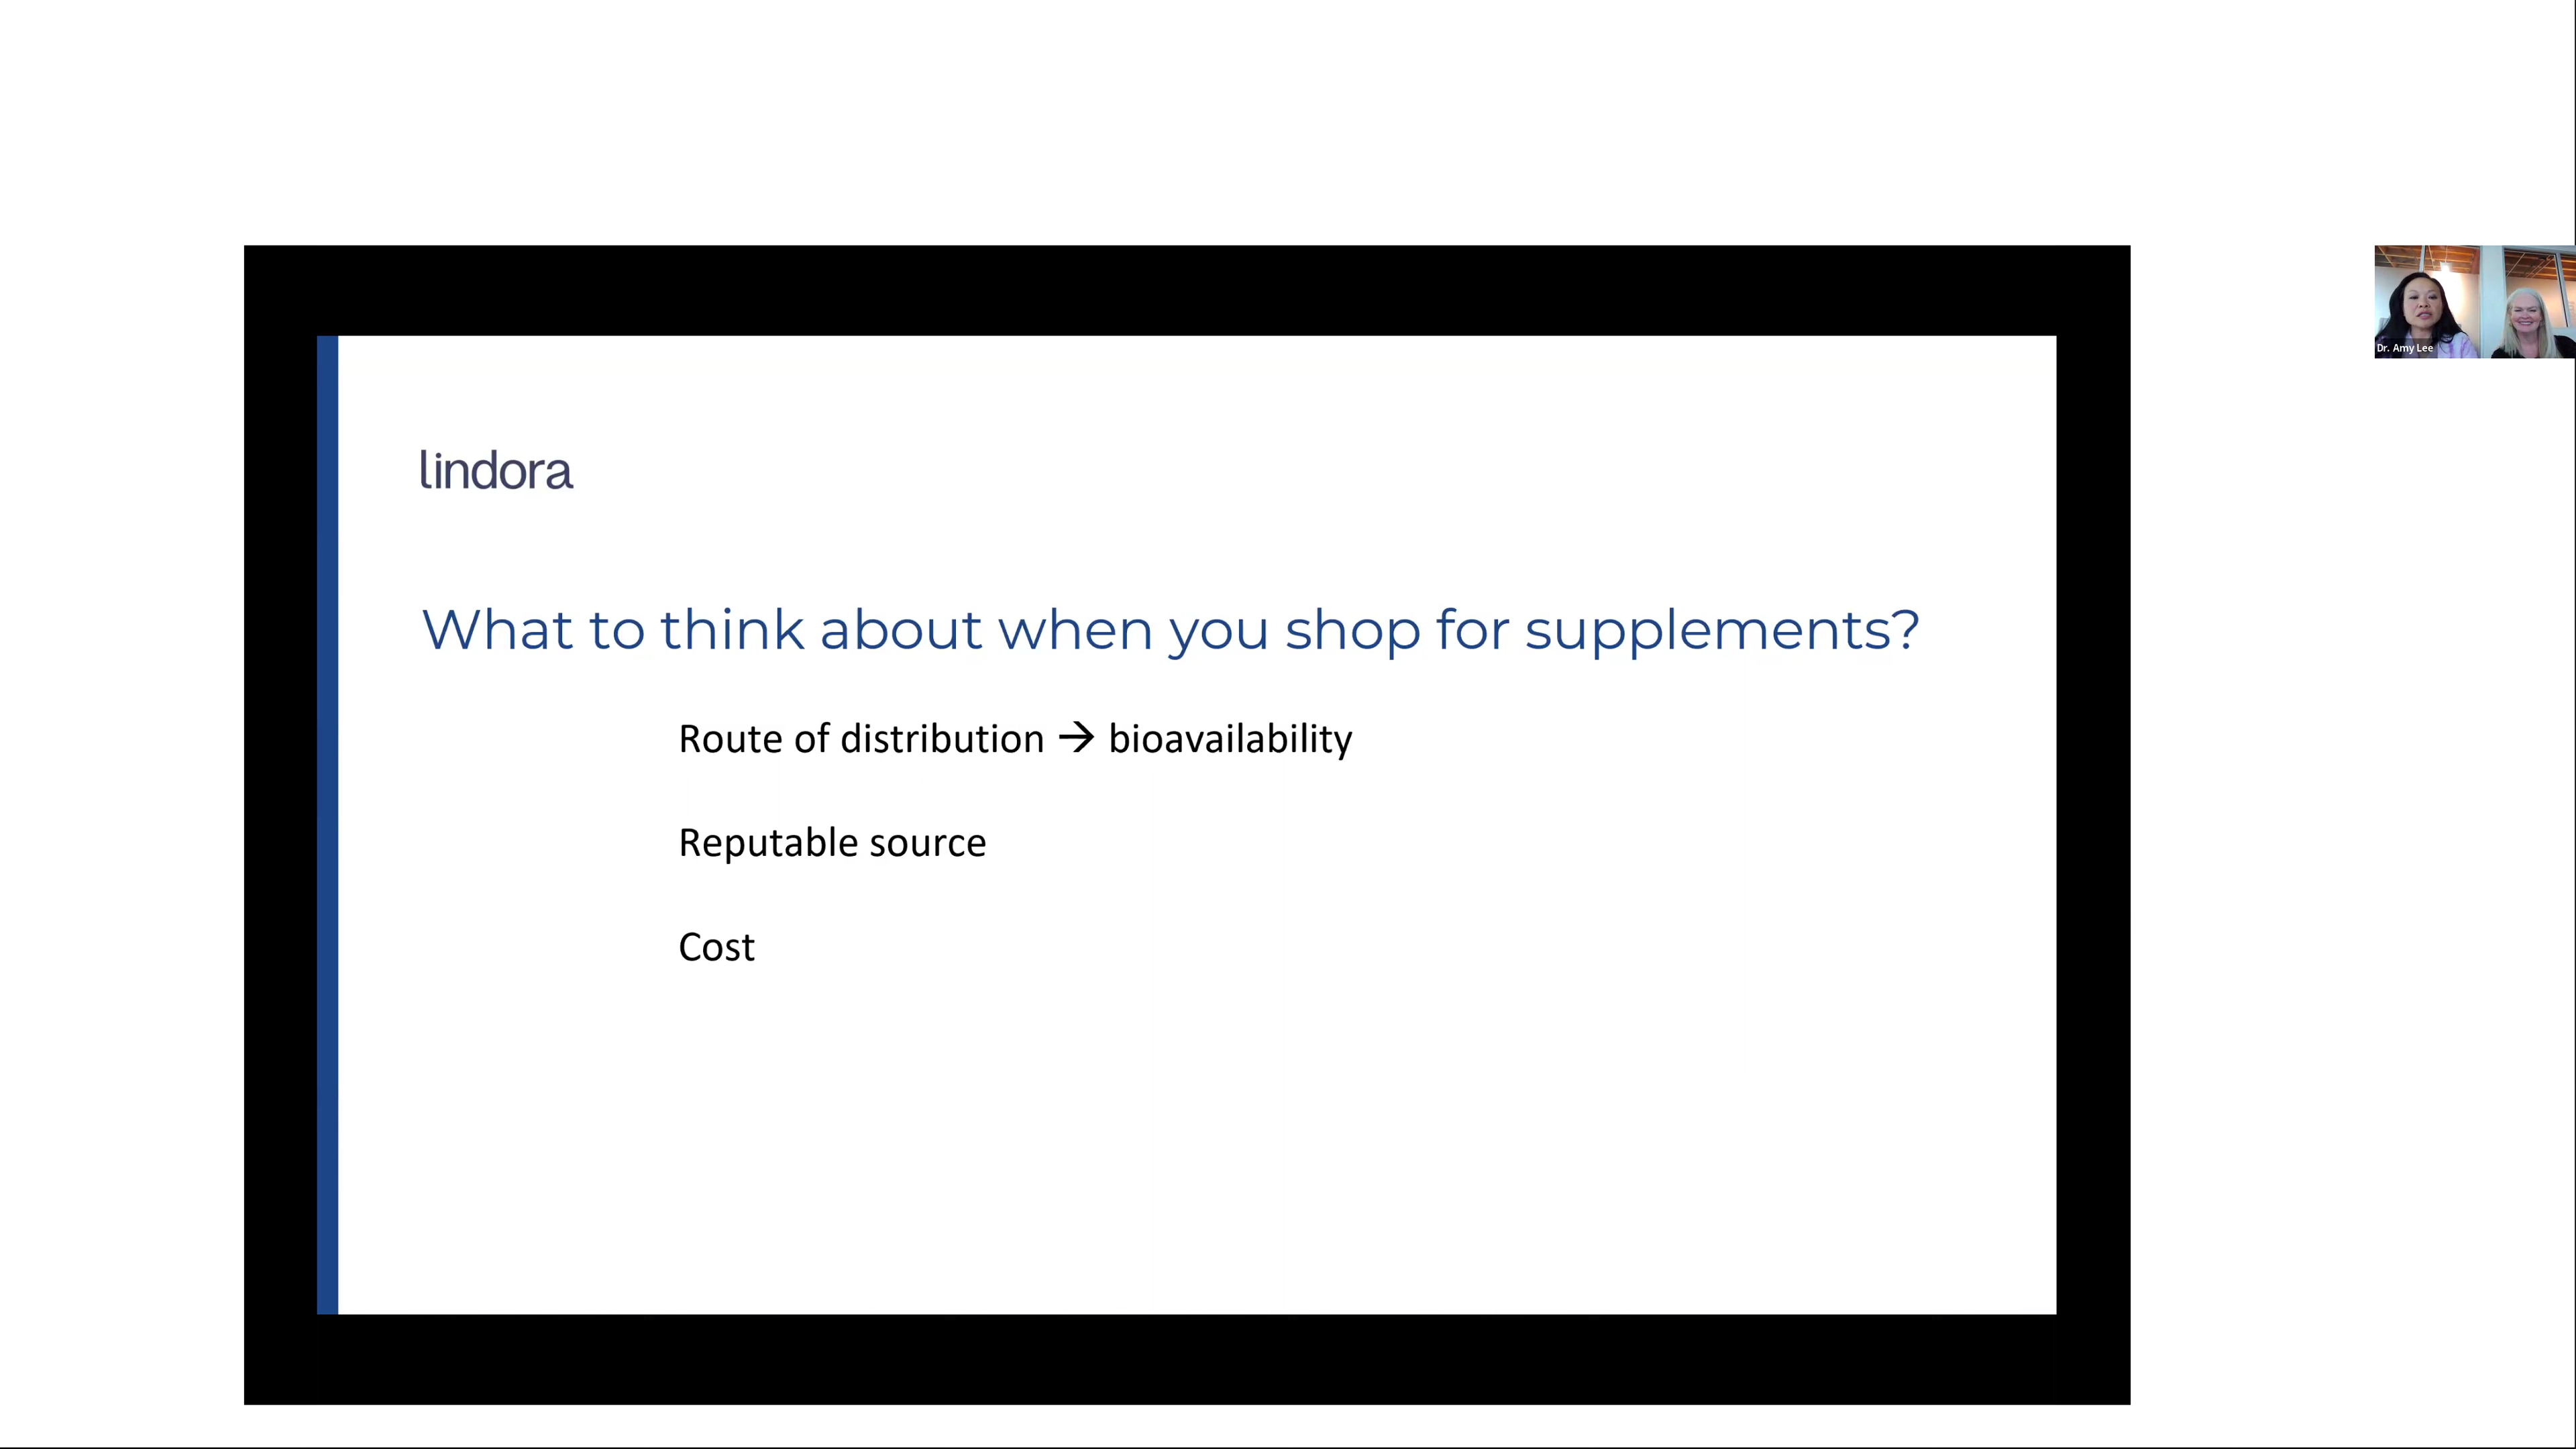 lindora
What to think about when you shop for supplements?
Route of distribution → bioavailability
Reputable source
Cost
Dr. Amy Lee